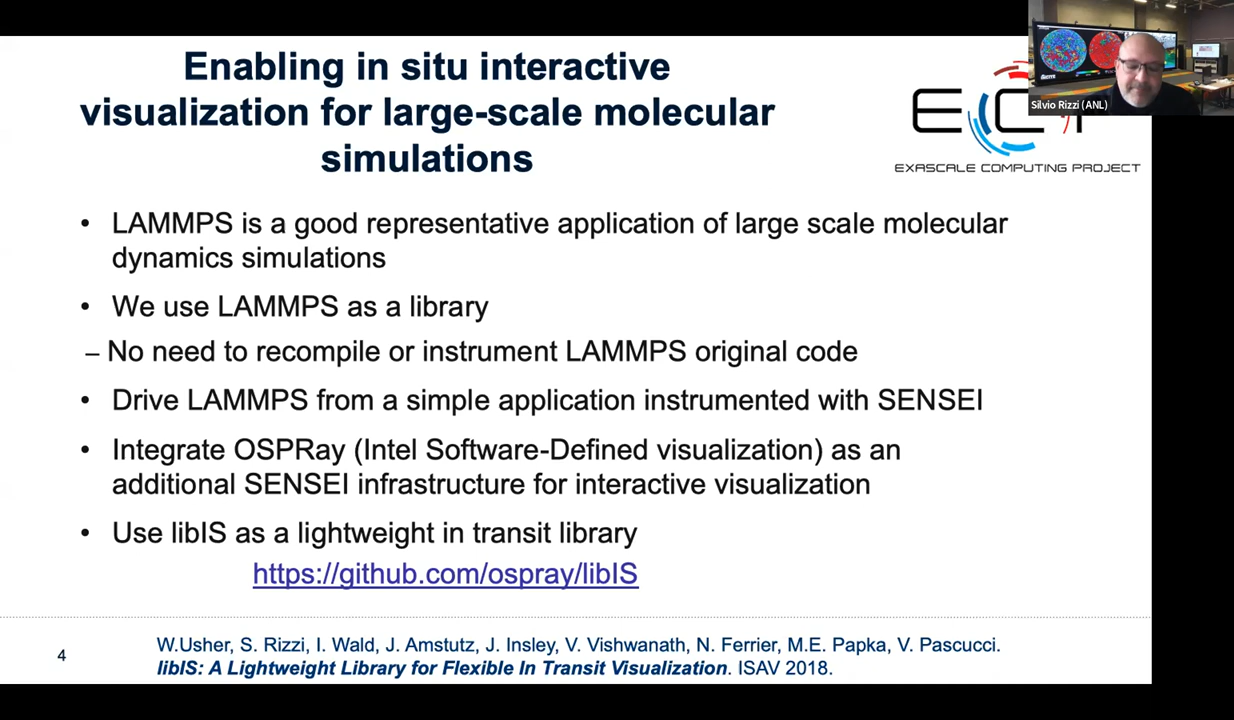 Enabling in situ interactive
visualization for large-scale molecular
simulations
Silvio Rizzi (ANL)
EXASCALE COMPUTING PROJECT
• LAMMPS is a good representative application of large scale molecular
dynamics simulations
• We use LAMMPS as a library
– No need to recompile or instrument LAMMPS original code
• Drive LAMMPS from a simple application instrumented with SENSEI
• Integrate OSPRay (Intel Software-Defined visualization) as an
additional SENSEI infrastructure for interactive visualization
• Use libIS as a lightweight in transit library
https://github.com/ospray/libIS
4
W.Usher, S. Rizzi, I. Wald, J. Amstutz, J. Insley, V. Vishwanath, N. Ferrier, M.E. Papka, V. Pascucci.
libIS: A Lightweight Library for Flexible In Transit Visualization. ISAV 2018.